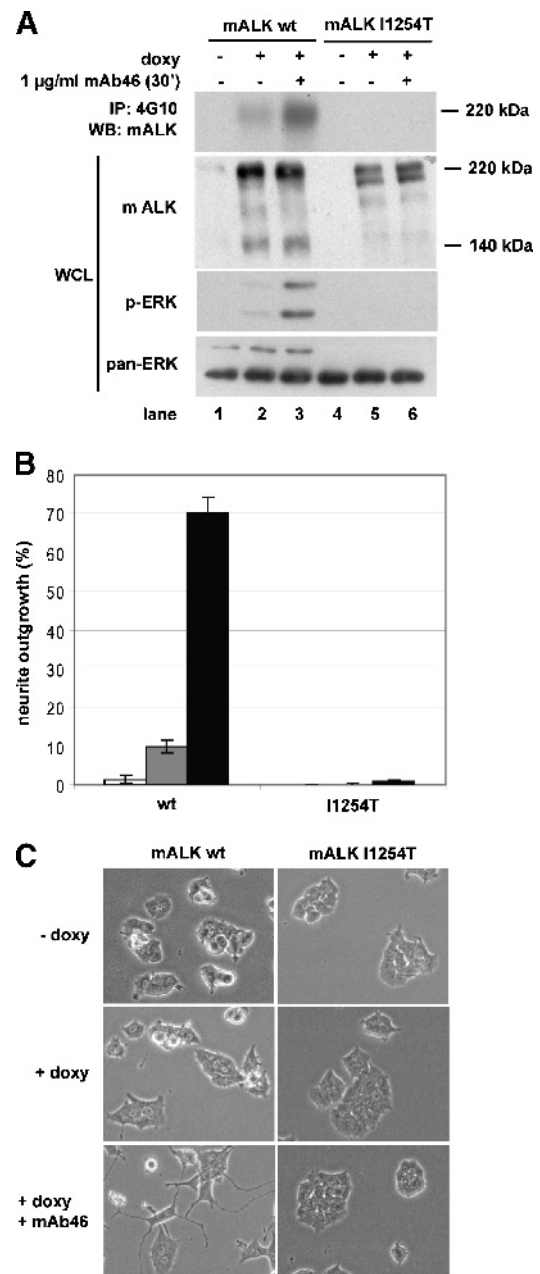 A
mALK wt mALK I1254T
doxy - + + - + +
1 µg/ml mAb46 (30') - - + - - +
IP: 4G10
WB: mALK
220 kDa
WCL
m ALK
220 kDa
140 kDa
p-ERK
pan-ERK
lane 1 2 3 4 5 6
B
neurite outgrowth (%)
80
70
60
50
40
30
20
10
0
wt I1254T
C
mALK wt mALK I1254T
- doxy
+ doxy
+ doxy
+ mAb46